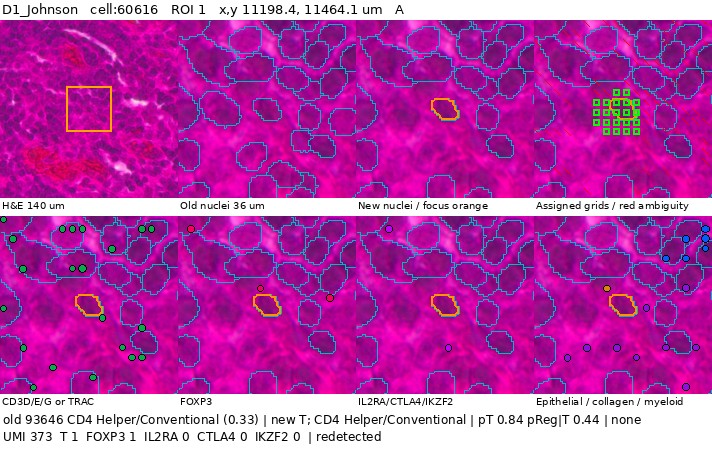 D1_Johnson cell:60616 ROI 1 x,y 11198.4, 11464.1 um A
H&E 140 um
Old nuclei 36 um
New nuclei / focus orange
Assigned grids / red ambiguity
CD3D/E/G or TRAC
FOXP3
IL2RA/CTLA4/IKZF2
Epithelial / collagen / myeloid
old 93646 CD4 Helper/Conventional (0.33) | new T; CD4 Helper/Conventional | pT 0.84 pReg|T 0.44 | none
UMI 373 T 1 FOXP3 1 IL2RA 0 CTLA4 0 IKZF2 0 | redetected